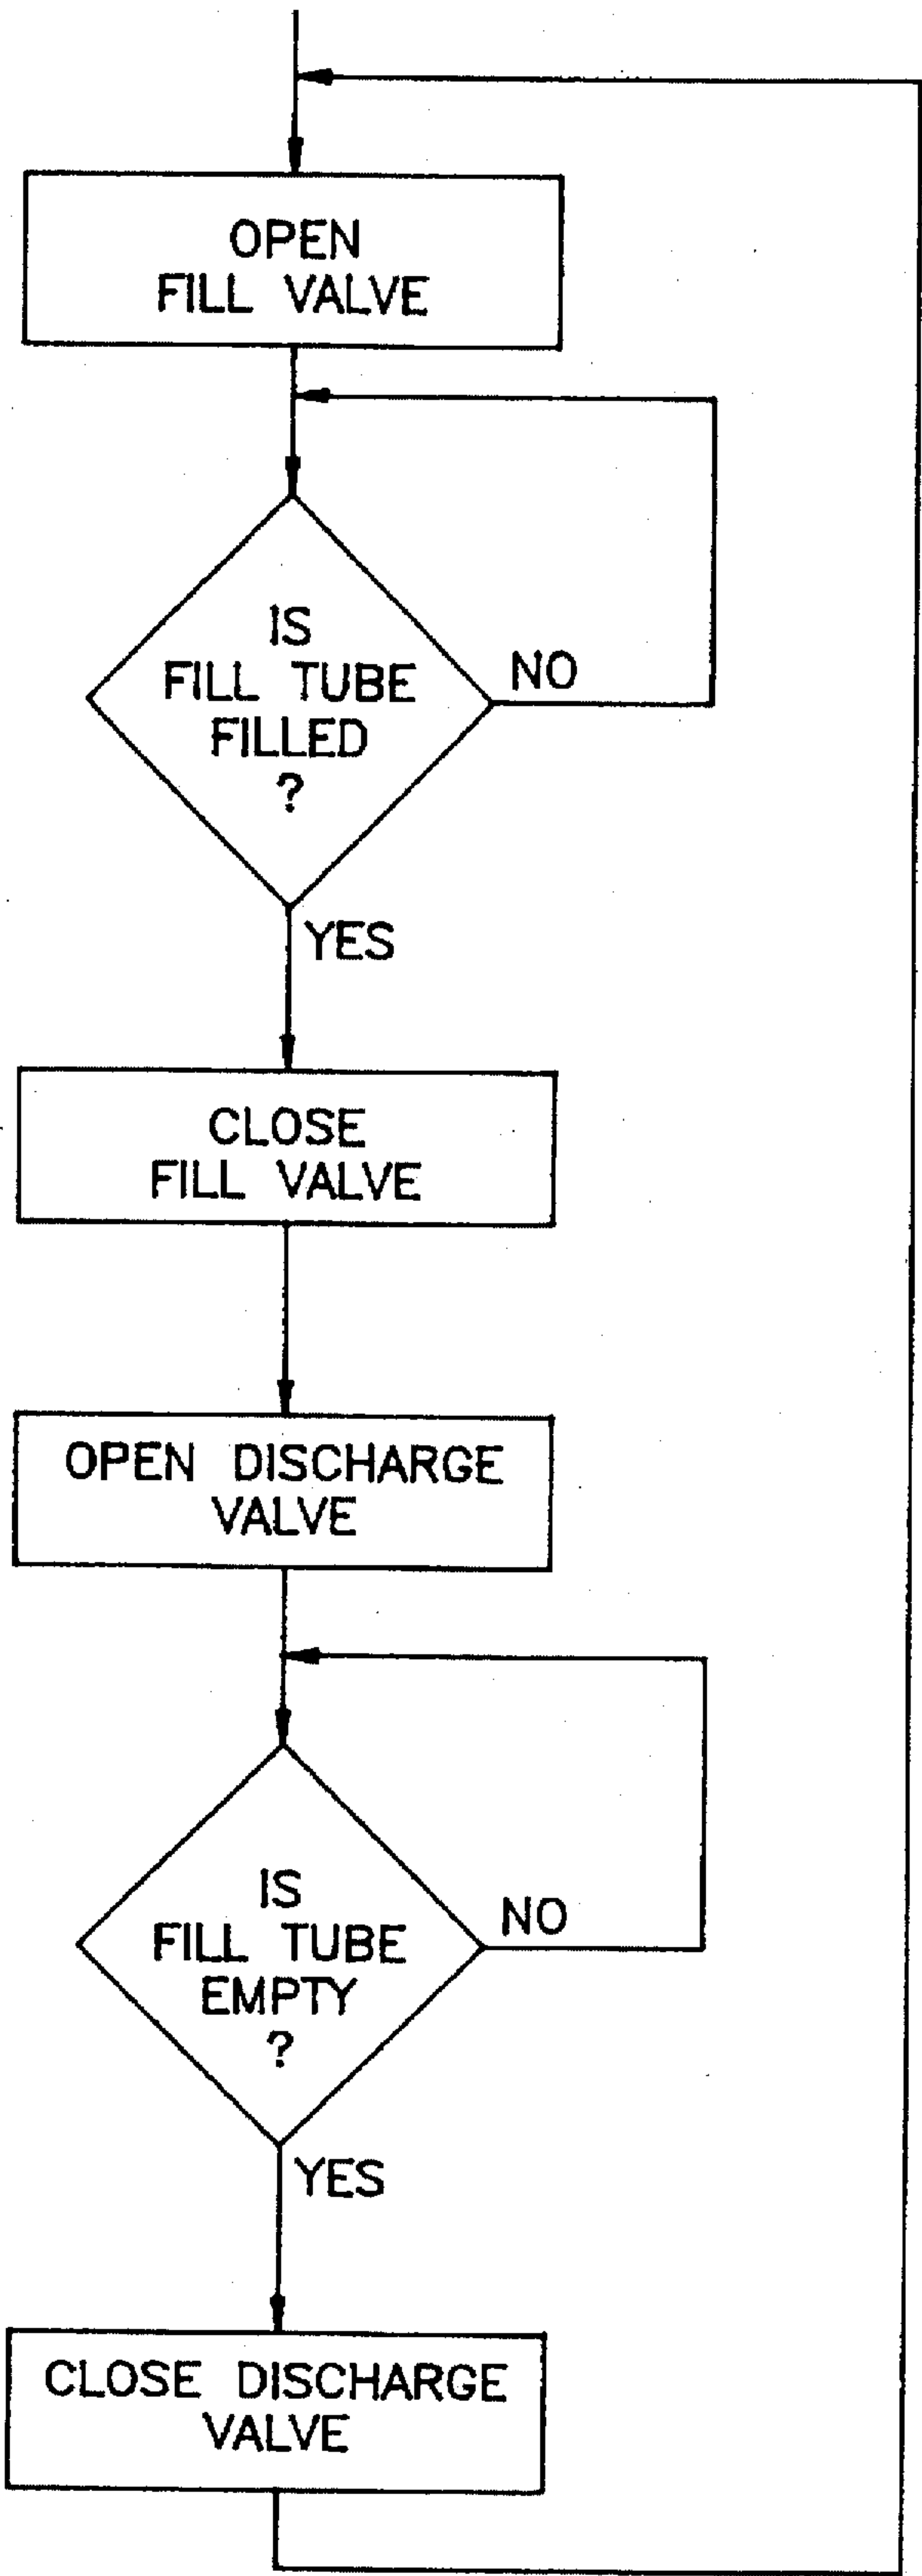 OPEN
FILL VALVE
IS
FILL TUBE
FILLED
?
NO
YES
CLOSE
FILL VALVE
OPEN DISCHARGE
VALVE
IS
FILL TUBE
EMPTY
?
NO
YES
CLOSE DISCHARGE
VALVE